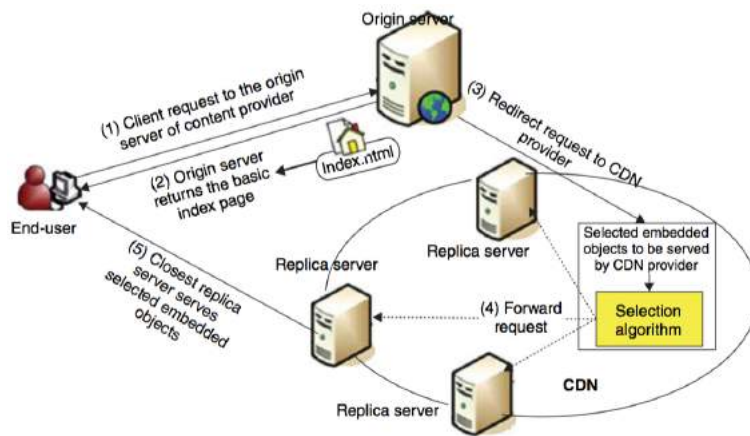 Origin server
(1) Client request to the origin
server of content provider
(2) Origin server
returns the basic
index page
Index.html
(3) Redirect request to CDN
provider
End-user
Replica server
Selected embedded
objects to be served
by CDN provider
Replica server
(5) Closest replica
server serves
selected embedded
objects
(4) Forward
request
Selection
algorithm
CDN
Replica server